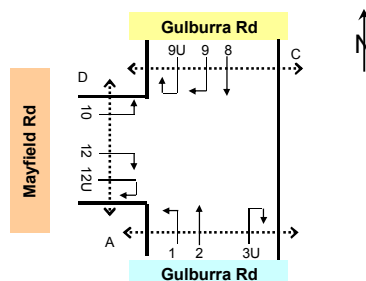 Gulburra Rd
9U 9 8
N
D
C
Mayfield Rd
10
12
12U
A
1 2 3U
Gulburra Rd